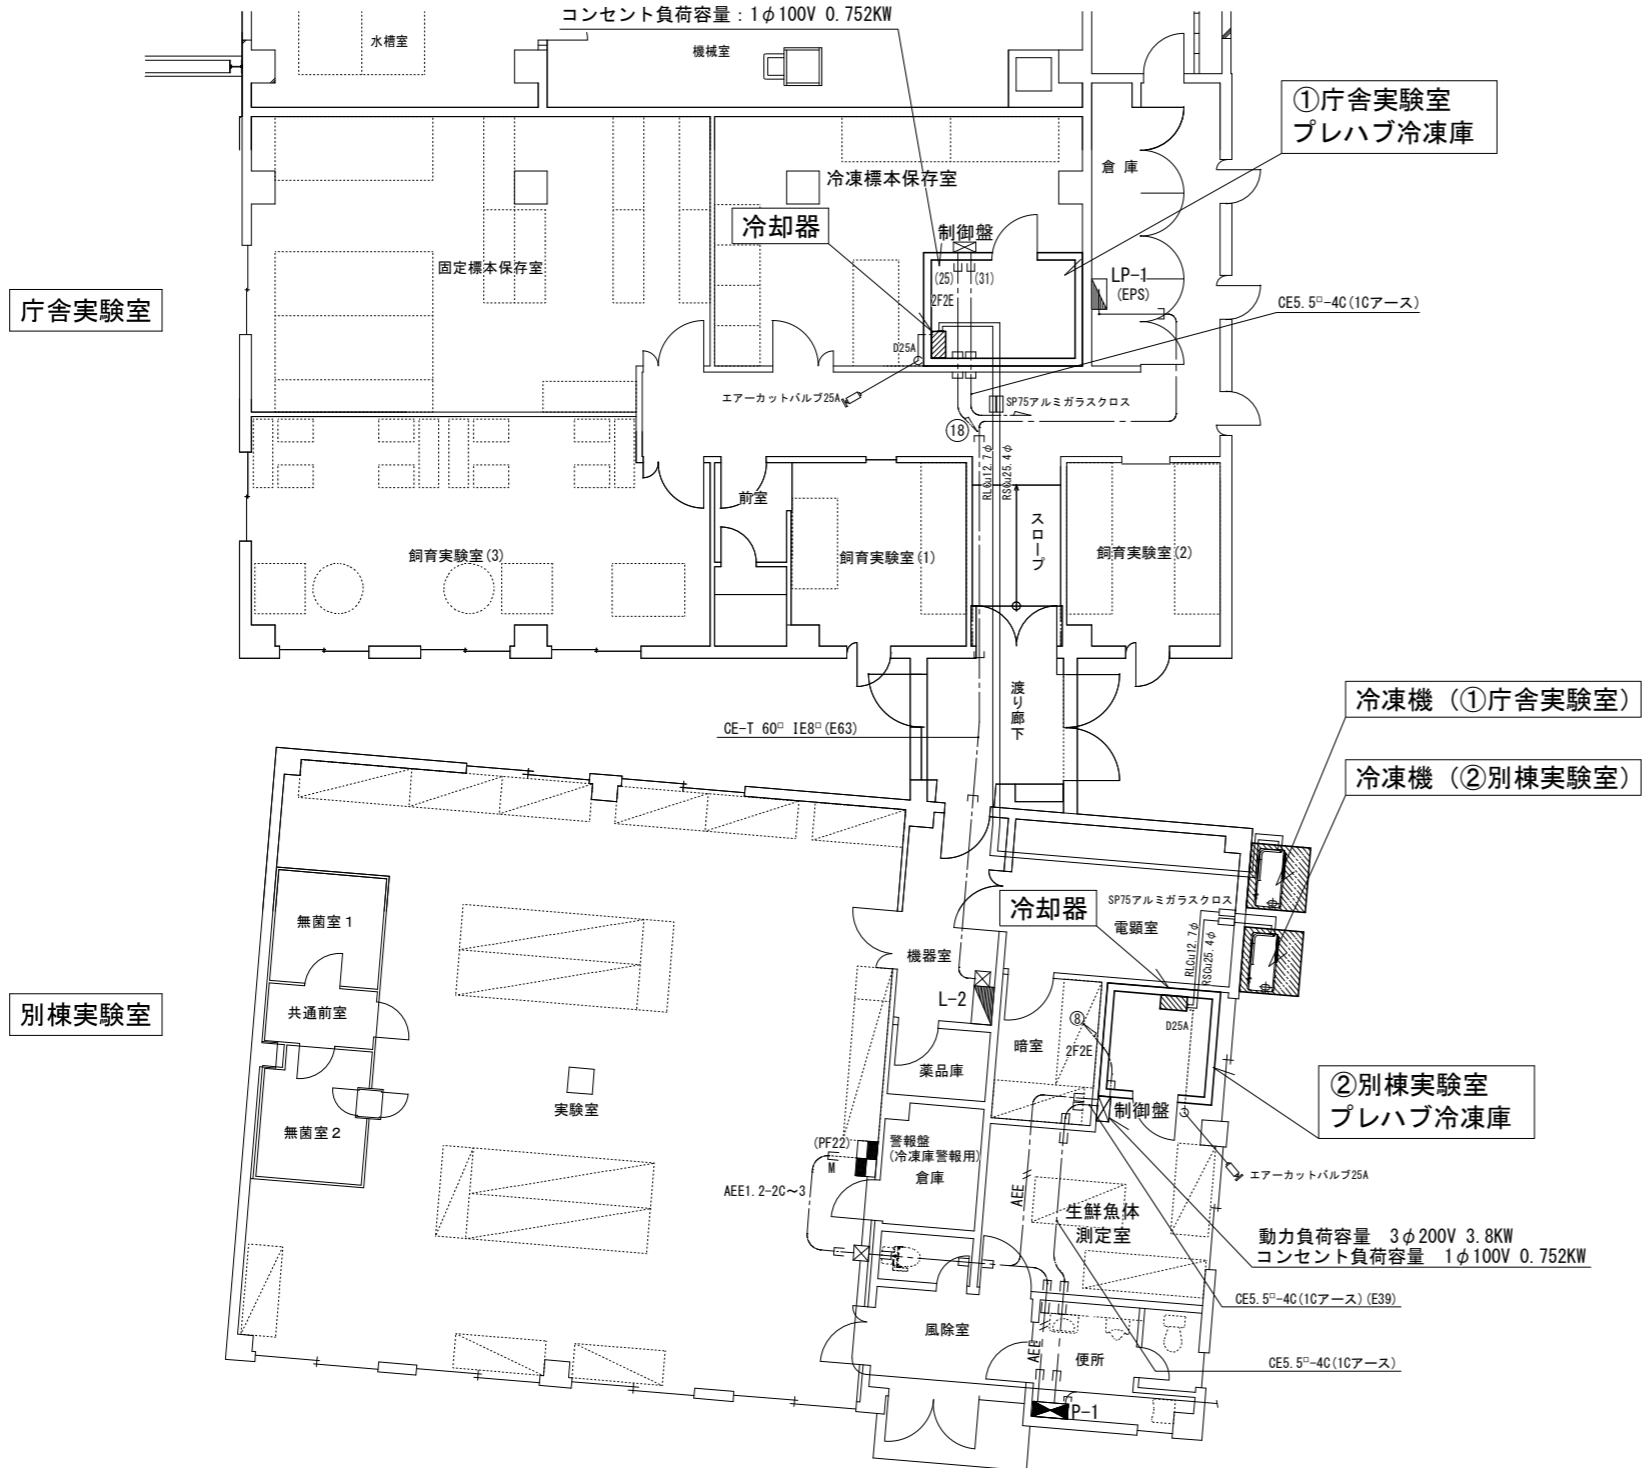 コンセント負荷容量：1φ100V 0.752KW
水槽室
機械室
①庁舎実験室
プレハブ冷凍庫
倉 庫
冷凍標本保存室
冷却器
制御盤
固定標本保存室
(25)
(31)
LP-1
(EPS)
2F2E
CE5.5□-4C(1Cアース)
庁舎実験室
D25A
エアーカットバルブ25A
SP75アルミガラスクロス
⑱
RLCu12.7φ
RSCu25.4φ
前室
スロープ
飼育実験室(3)
飼育実験室(1)
飼育実験室(2)
渡り廊下
冷凍機（①庁舎実験室）
CE-T 60□ IE8□(E63)
冷凍機（②別棟実験室）
冷却器
SP75アルミガラスクロス
電顕室
無菌室１
機器室
RLCu12.7φ
RSCu25.4φ
L-2
別棟実験室
共通前室
D25A
⑧
暗室
2F2E
薬品庫
②別棟実験室
プレハブ冷凍庫
実験室
制御盤
無菌室２
(PF22)
M
警報盤
(冷凍庫警報用)
倉庫
エアーカットバルブ25A
AEE1.2-2C～3
AEE
生鮮魚体
測定室
動力負荷容量　3φ200V 3.8KW
コンセント負荷容量　1φ100V 0.752KW
CE5.5□-4C(1Cアース)(E39)
風除室
AEE
便所
CE5.5□-4C(1Cアース)
P-1